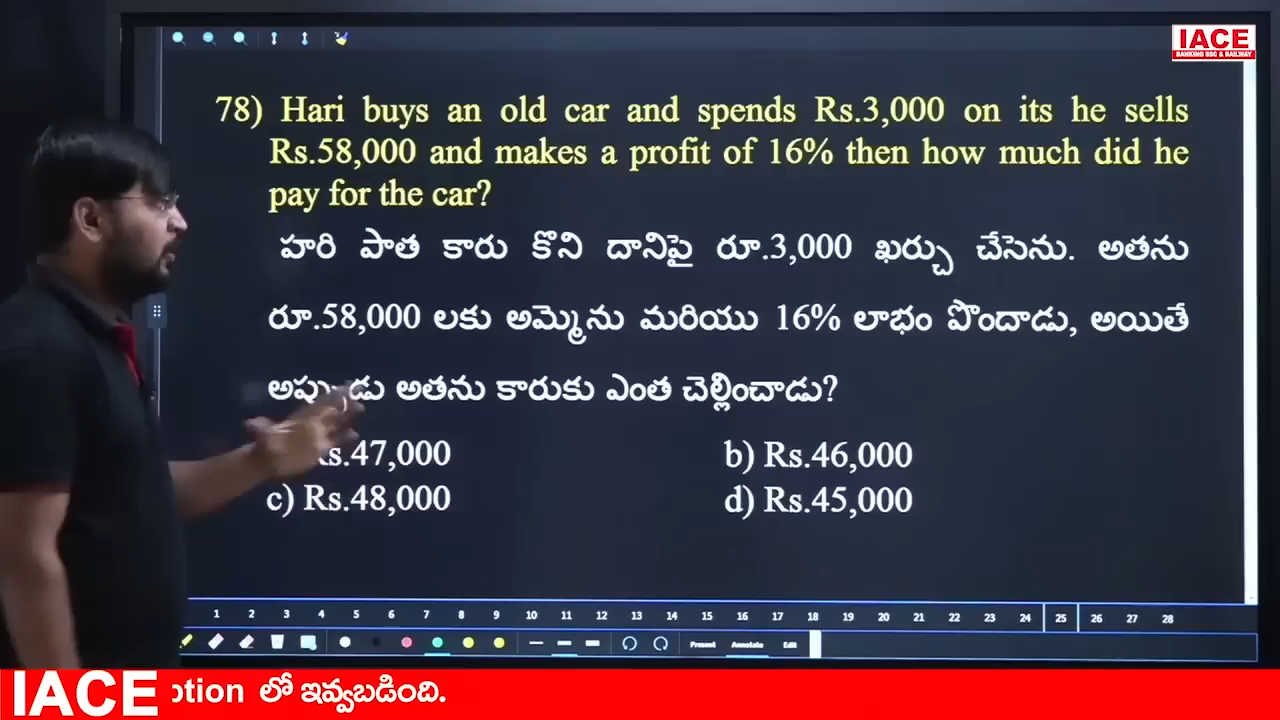 IACE
BANKING SSC & RAILWAY
78) Hari buys an old car and spends Rs.3,000 on its he sells
Rs.58,000 and makes a profit of 16% then how much did he
pay for the car?
హరి పాత కారు కొని దానిపై రూ.3,000 ఖర్చు చేసెను. అతను
రూ.58,000 లకు అమ్మెను మరియు 16% లాభం పొందాడు, అయితే
అతను కారుకు ఎంత చెల్లించాడు?
Rs.47,000 b) Rs.46,000
c) Rs.48,000 d) Rs.45,000
1 2 3 4 5 6 7 8 9 10 11 12 13 14 15 16 17 18 19 20 21 22 23 24 25 26 27 28
Present Annotate Edit
IACE ption లో ఇవ్వబడింది.